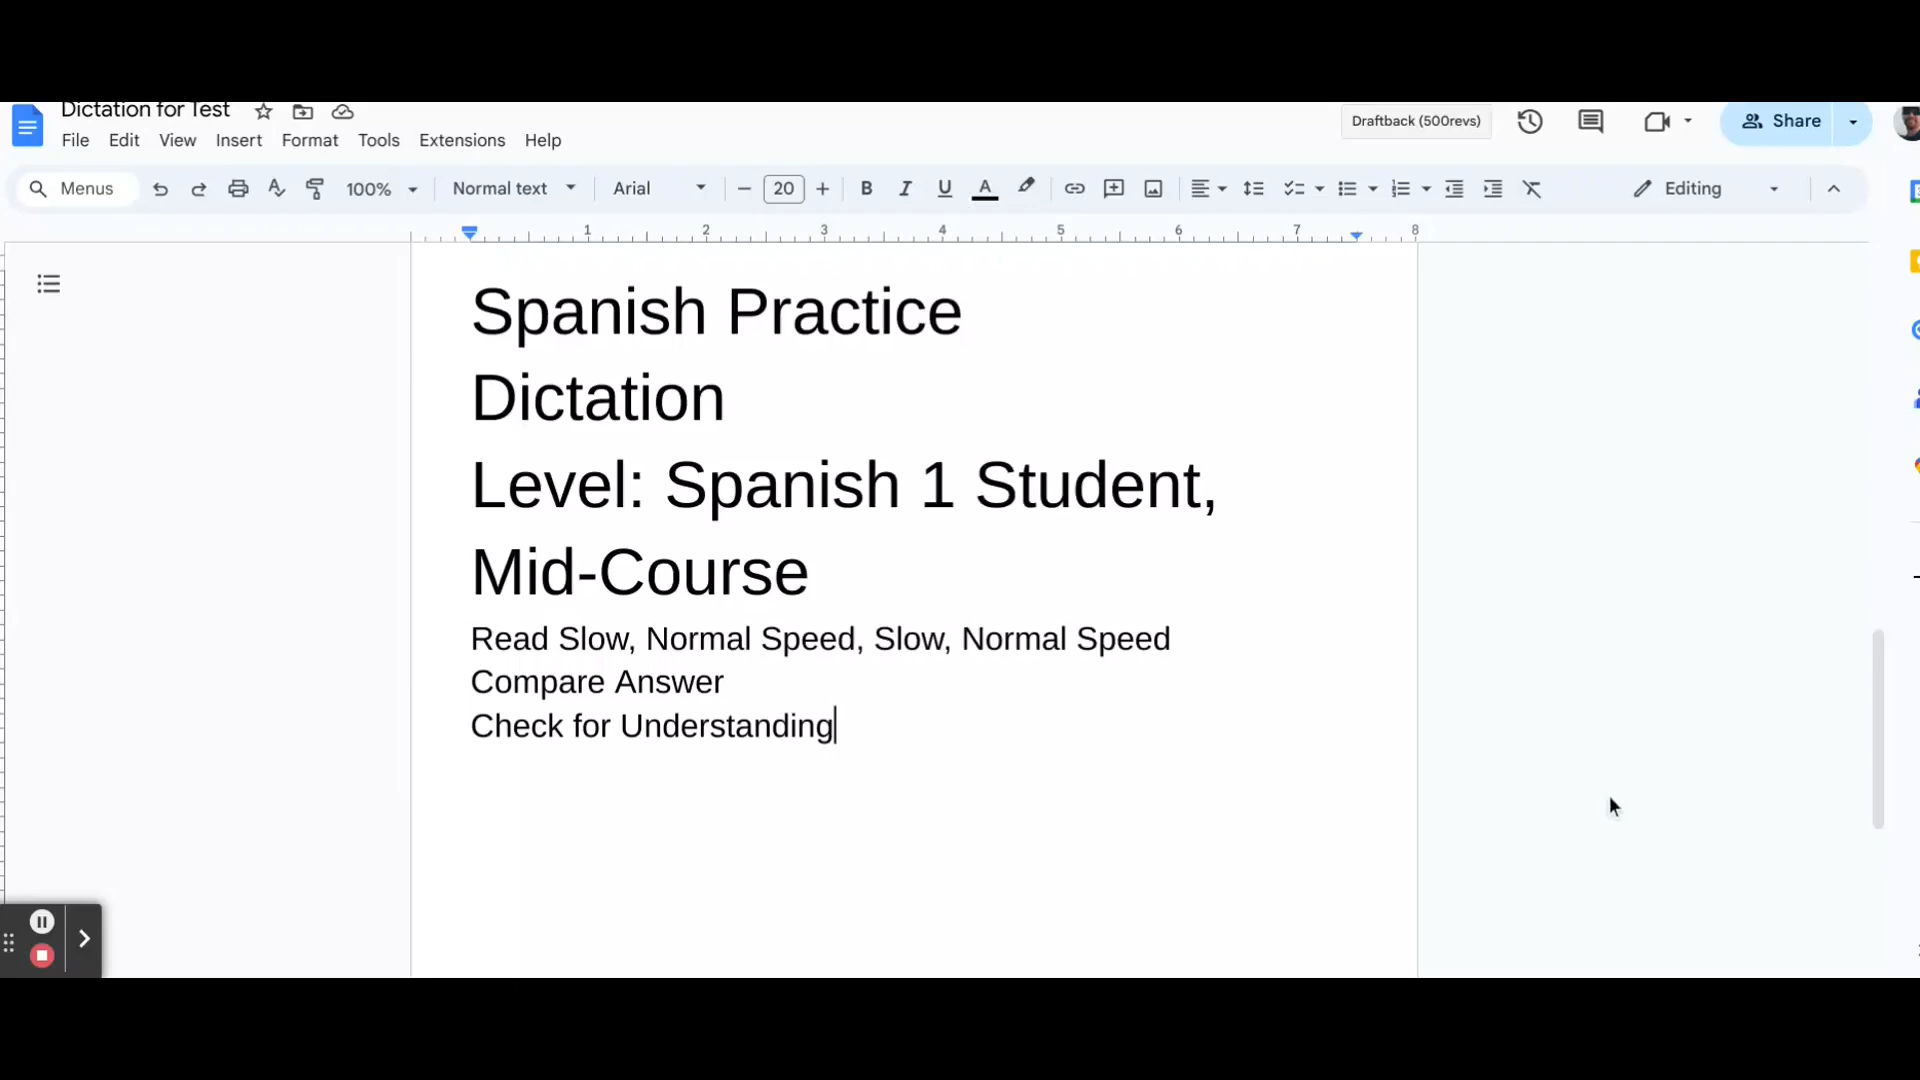 Dictation for Test
File Edit View Insert Format Tools Extensions Help
Draftback (500revs)
Share
Menus 100% Normal text Arial 20 B I U A Editing
1 2 3 4 5 6 7 8
Spanish Practice
Dictation
Level: Spanish 1 Student,
Mid-Course
Read Slow, Normal Speed, Slow, Normal Speed
Compare Answer
Check for Understanding